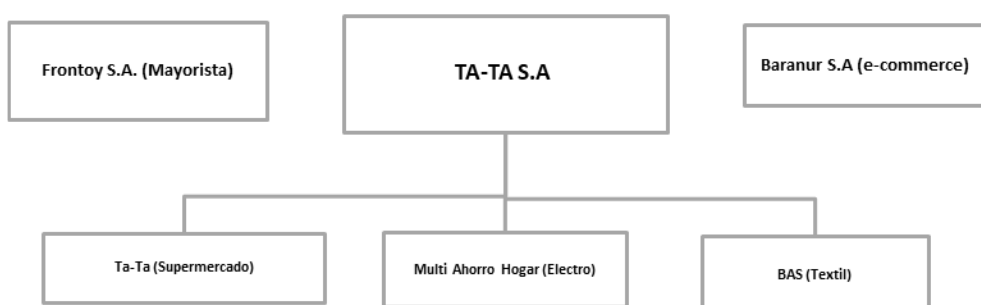 Frontoy S.A. (Mayorista)
TA-TA S.A
Baranur S.A (e-commerce)
Ta-Ta (Supermercado)
Multi Ahorro Hogar (Electro)
BAS (Textil)